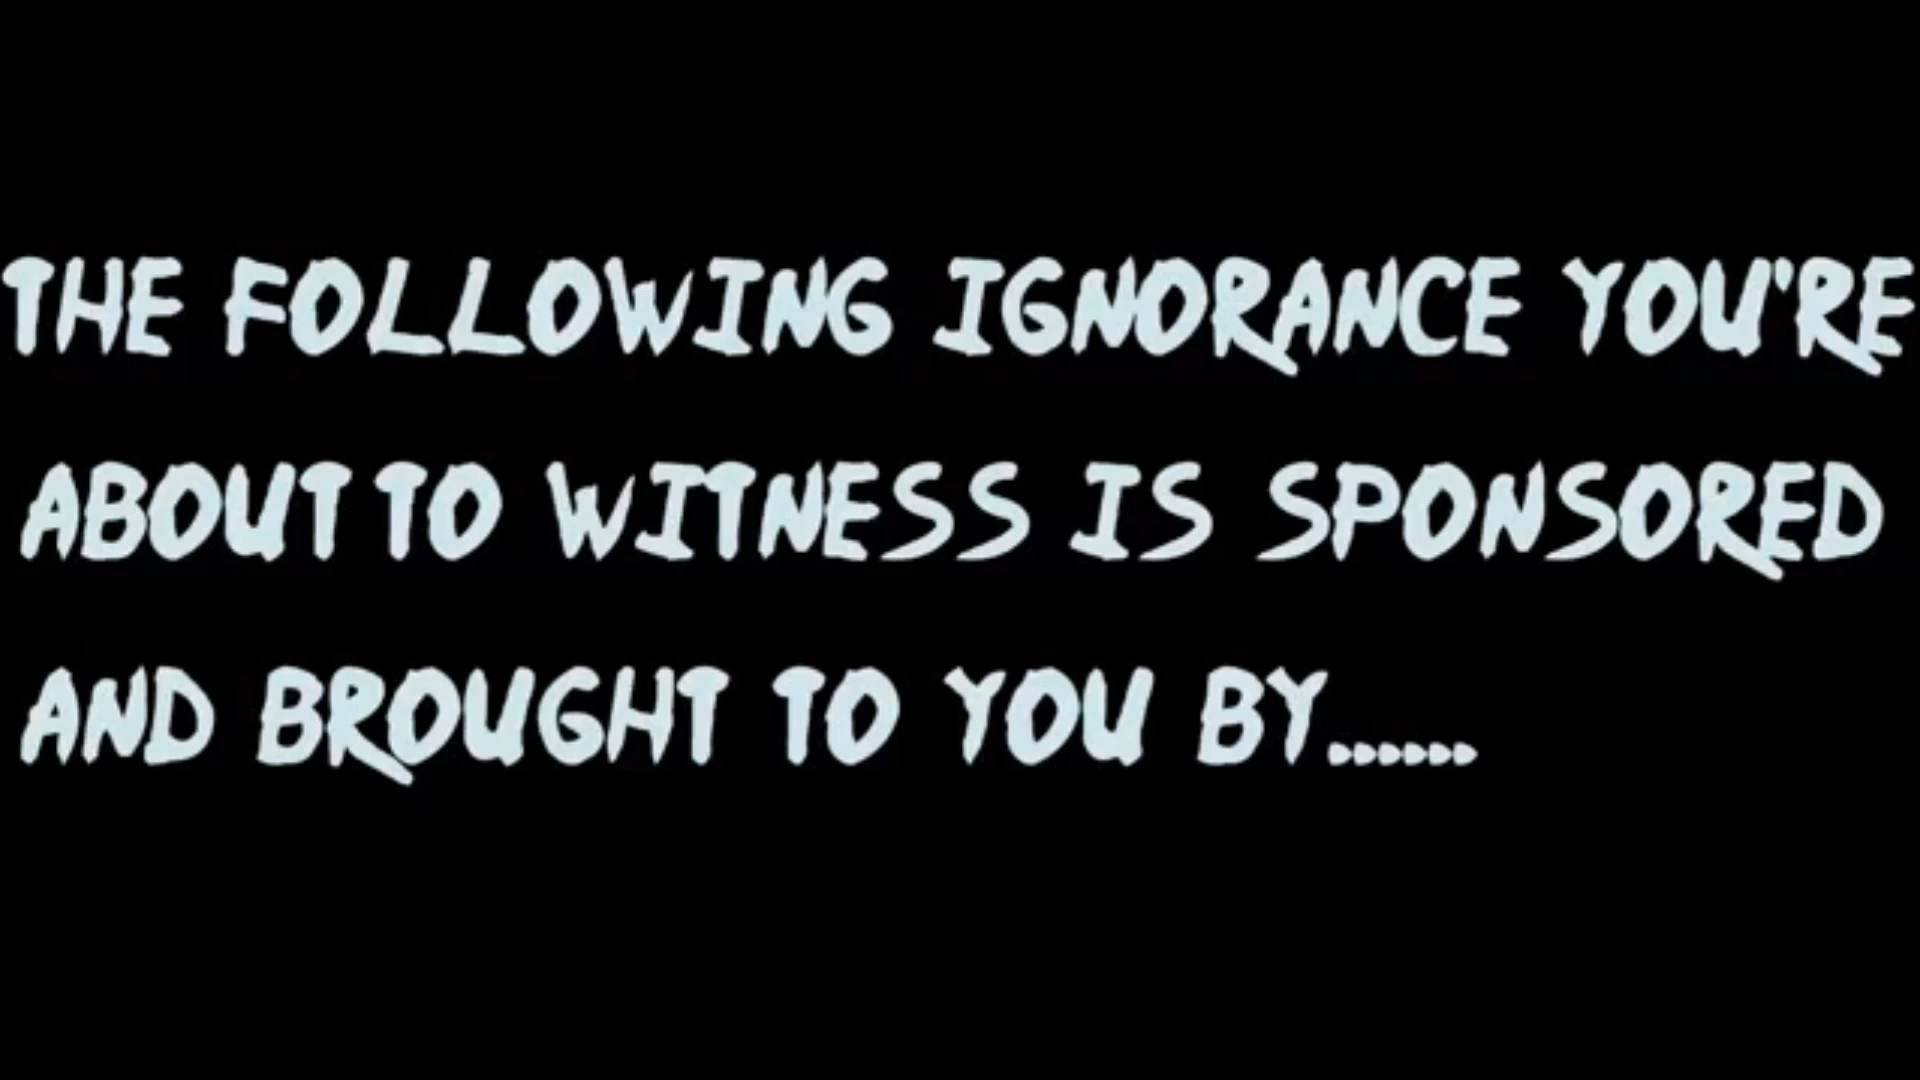 THE FOLLOWING IGNORANCE YOU'RE
ABOUT TO WITNESS IS SPONSORED
AND BROUGHT TO YOU BY......